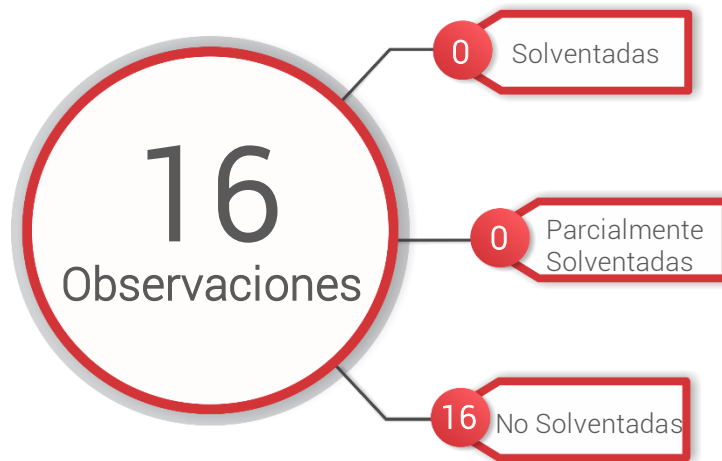 16
Observaciones
0
Solventadas
0
Parcialmente
Solventadas
16
No Solventadas